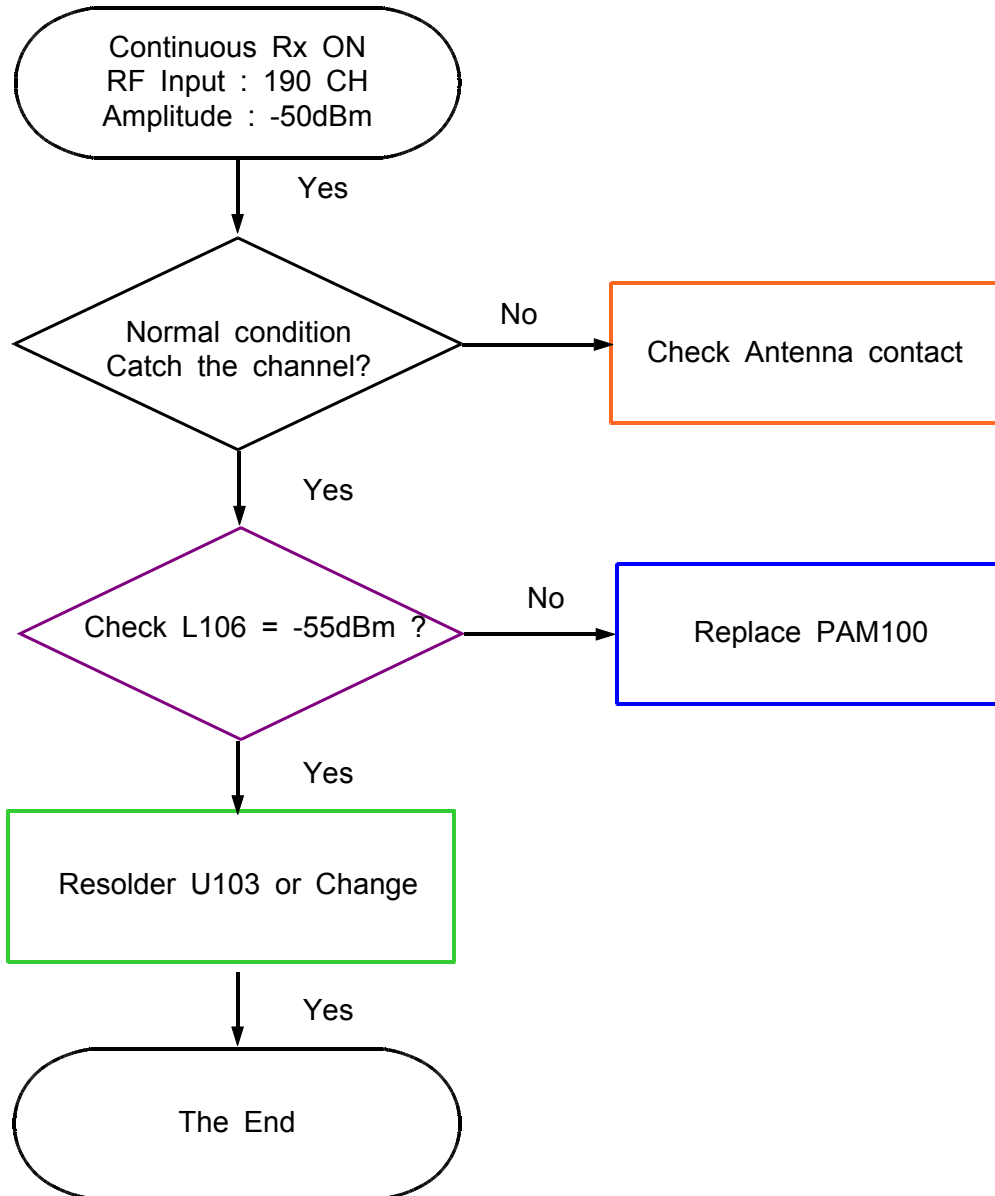 Continuous Rx ON
RF Input : 190 CH
Amplitude : -50dBm
Yes
Normal condition
Catch the channel?
No
Check Antenna contact
Yes
Check L106 = -55dBm ?
No
Replace PAM100
Yes
Resolder U103 or Change
Yes
The End